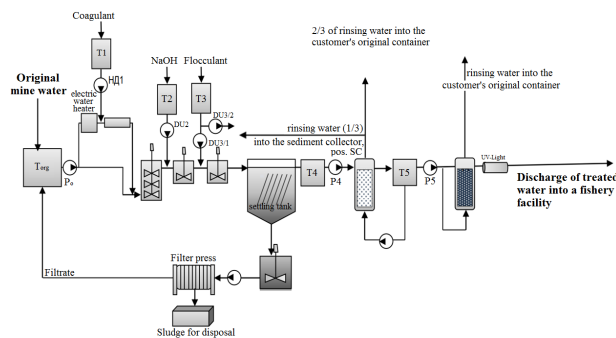 Coagulant
T1
НД1
Original
mine water
electric
water
heater
Torg
Po
NaOH
T2
DU2
Flocculant
T3
DU3/2
DU3/1
2/3 of rinsing water into the
customer's original container
rinsing water into the
customer's original container
rinsing water (1/3)
into the sediment collector,
pos. SC
settling tank
T4
P4
T5
P5
UV-Light
Discharge of treated
water into a fishery
facility
Filter press
Filtrate
Sludge for disposal